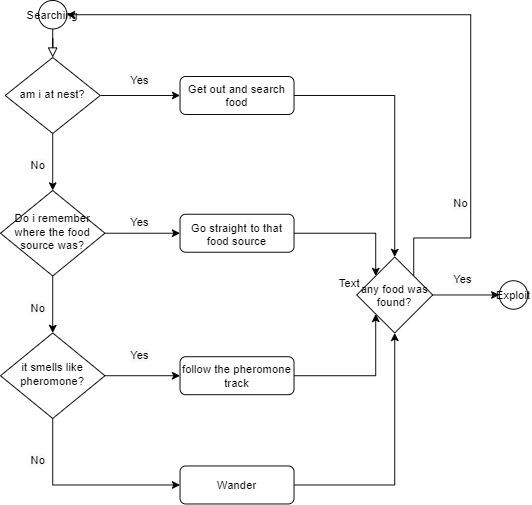 Searching
am i at nest?
Yes
Get out and search
food
No
Do i remember
where the food
source was?
Yes
Go straight to that
food source
No
Text
any food was
found?
Yes
Exploit
No
it smells like
pheromone?
Yes
follow the pheromone
track
No
Wander